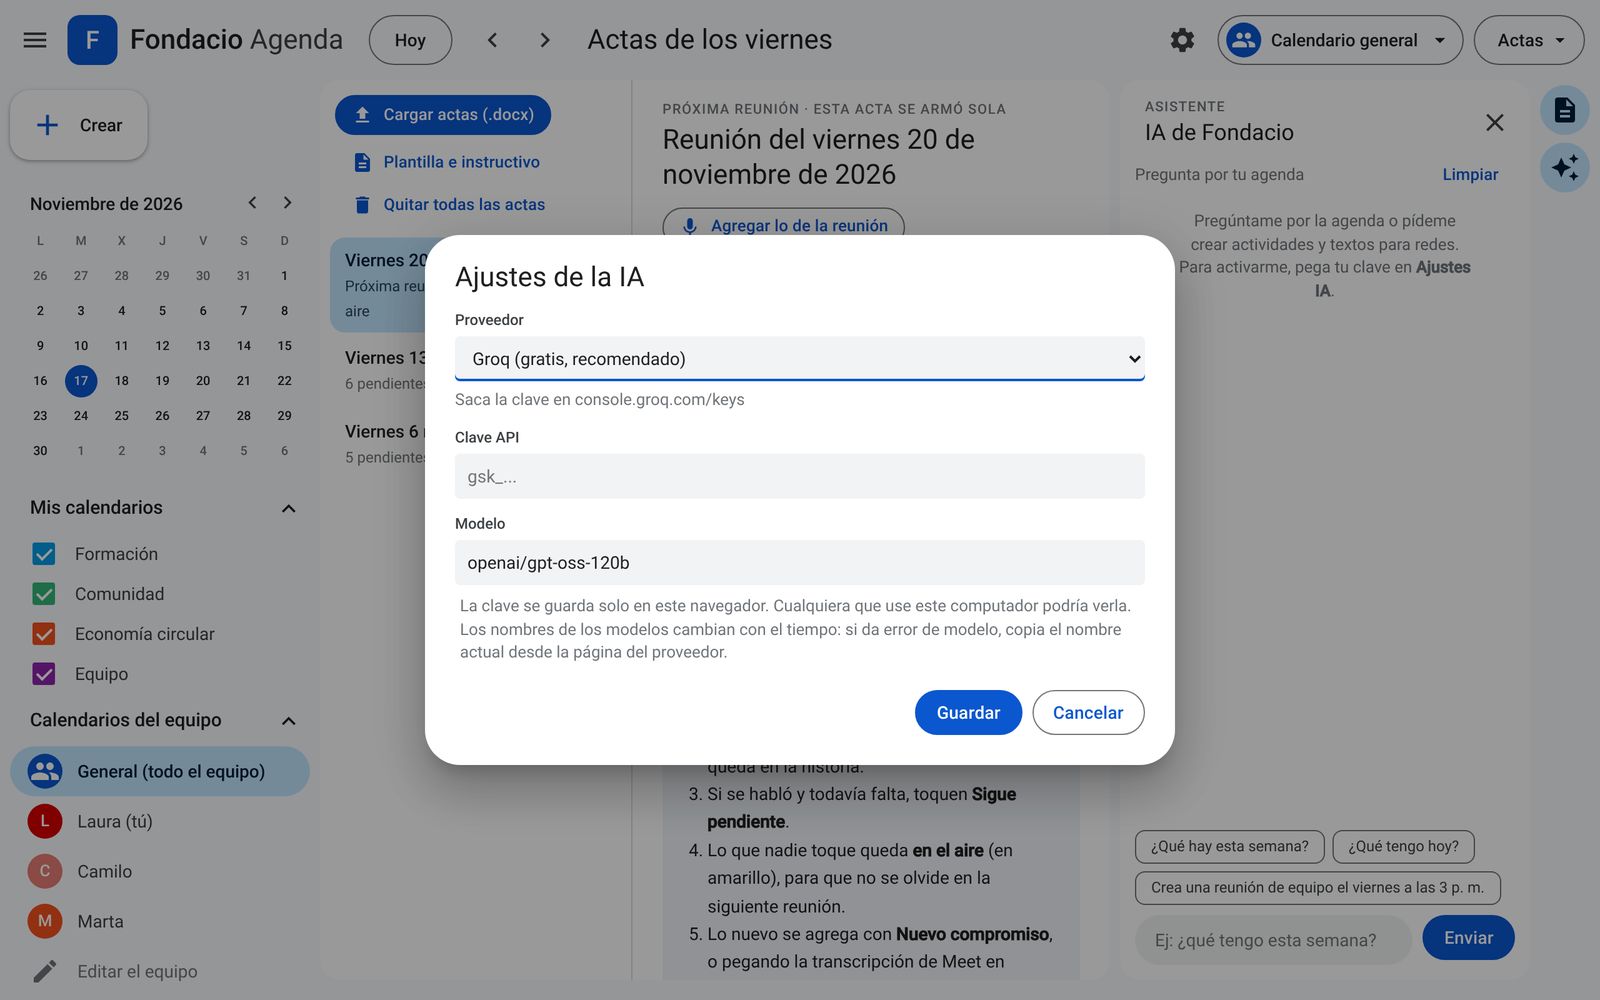 F Fondacio Agenda
Hoy
Actas de los viernes
Calendario general
Actas
Crear
Noviembre de 2026
L M X J V S D
26 27 28 29 30 31 1
2 3 4 5 6 7 8
9 10 11 12 13 14 15
16 17 18 19 20 21 22
23 24 25 26 27 28 29
30 1 2 3 4 5 6
Mis calendarios
Formación
Comunidad
Economía circular
Equipo
Calendarios del equipo
General (todo el equipo)
L Laura (tú)
C Camilo
M Marta
Editar el equipo
Cargar actas (.docx)
Plantilla e instructivo
Quitar todas las actas
Viernes 20
Próxima reu
aire
Viernes 13
6 pendientes
Viernes 6
5 pendientes
PRÓXIMA REUNIÓN · ESTA ACTA SE ARMÓ SOLA
Reunión del viernes 20 de
noviembre de 2026
Agregar lo de la reunión
Ajustes de la IA
Proveedor
Groq (gratis, recomendado)
Saca la clave en console.groq.com/keys
Clave API
gsk_...
Modelo
openai/gpt-oss-120b
La clave se guarda solo en este navegador. Cualquiera que use este computador podría verla.
Los nombres de los modelos cambian con el tiempo: si da error de modelo, copia el nombre
actual desde la página del proveedor.
Guardar
Cancelar
queda en la historia.
3. Si se habló y todavía falta, toquen Sigue
pendiente.
4. Lo que nadie toque queda en el aire (en
amarillo), para que no se olvide en la
siguiente reunión.
5. Lo nuevo se agrega con Nuevo compromiso,
o pegando la transcripción de Meet en
ASISTENTE
IA de Fondacio
Pregunta por tu agenda
Limpiar
Pregúntame por la agenda o pídeme
crear actividades y textos para redes.
Para activarme, pega tu clave en Ajustes
IA.
¿Qué hay esta semana?
¿Qué tengo hoy?
Crea una reunión de equipo el viernes a las 3 p. m.
Ej: ¿qué tengo esta semana?
Enviar